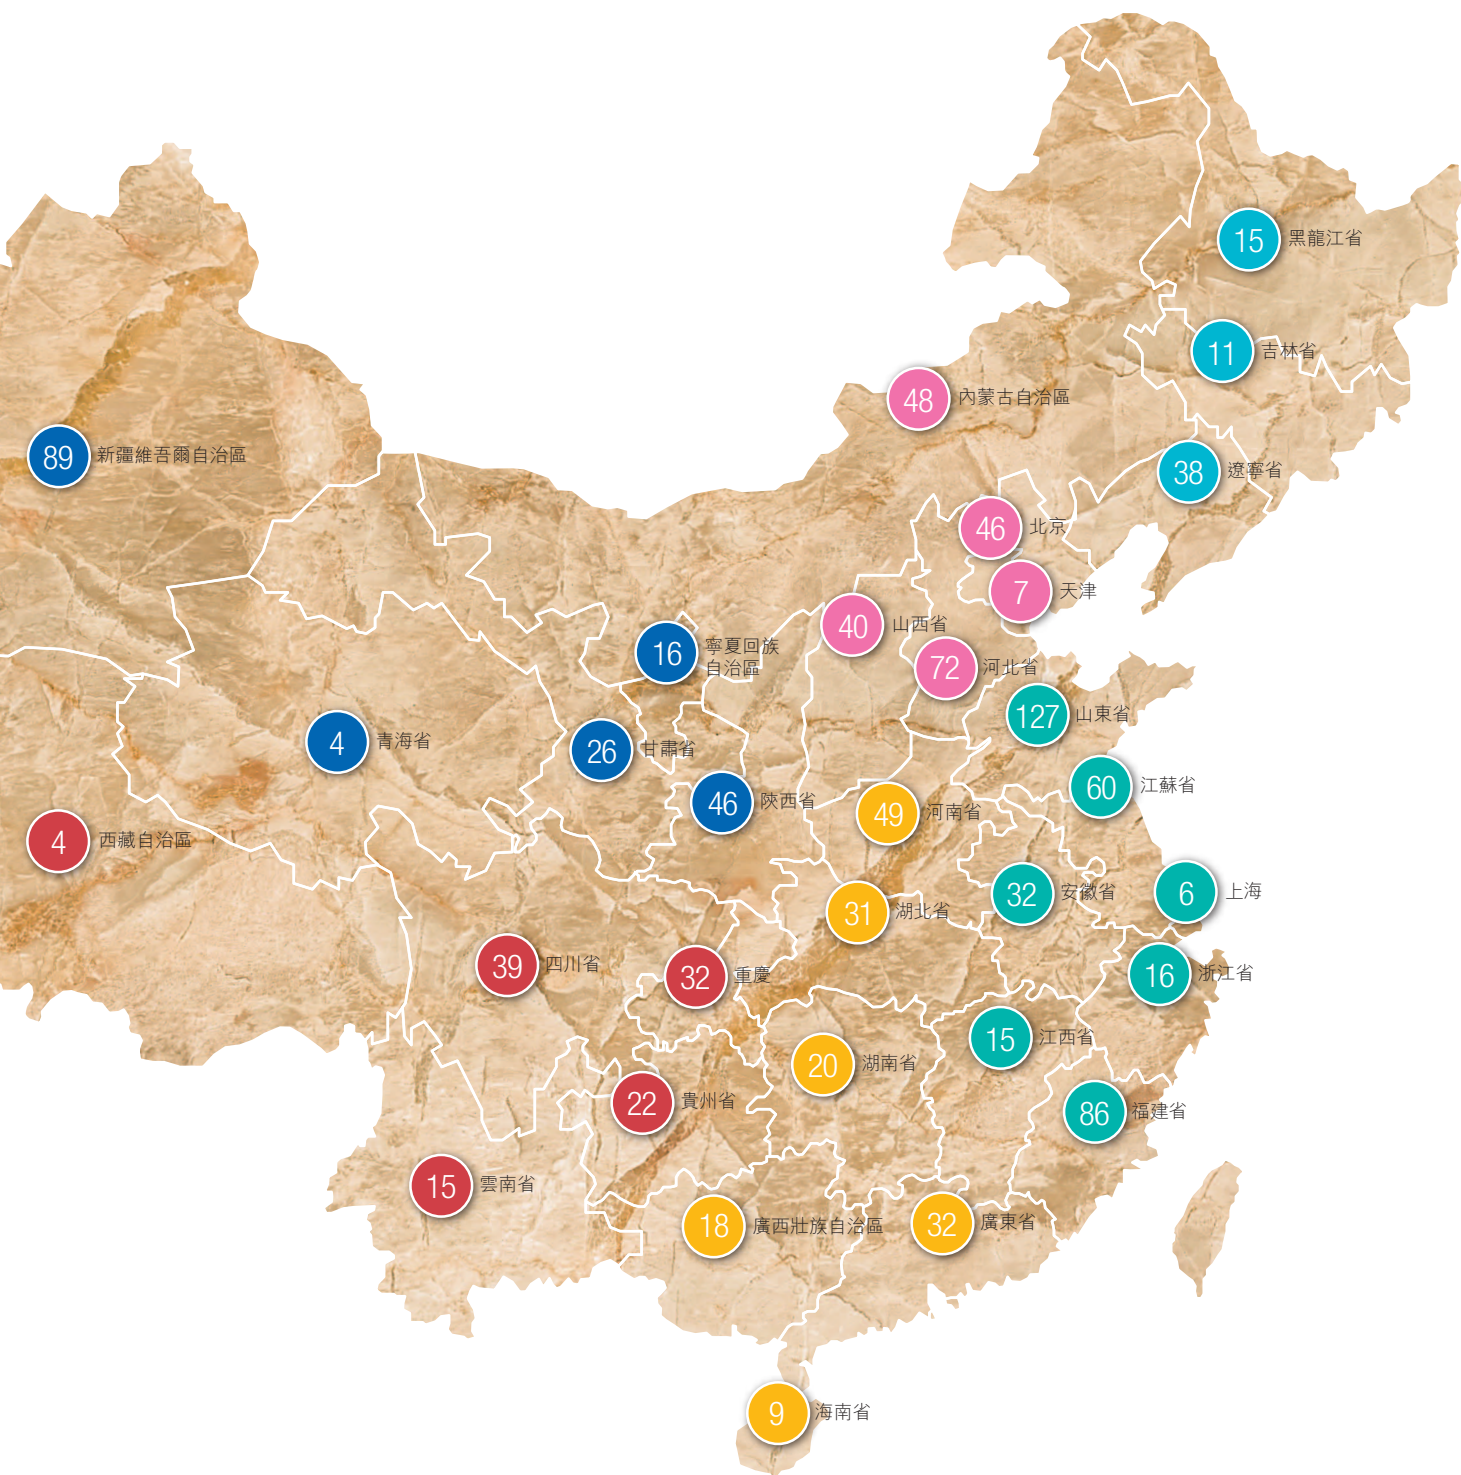 15
黑龍江省
11
吉林省
48
內蒙古自治區
89
新疆維吾爾自治區
38
遼寧省
46
北京
7
天津
40
山西省
16
寧夏回族
自治區
72
河北省
127
山東省
4
青海省
26
甘肅省
60
江蘇省
46
陝西省
49
河南省
4
西藏自治區
32
安徽省
6
上海
31
湖北省
39
四川省
32
重慶
16
浙江省
15
江西省
20
湖南省
22
貴州省
86
福建省
15
雲南省
18
廣西壯族自治區
32
廣東省
9
海南省